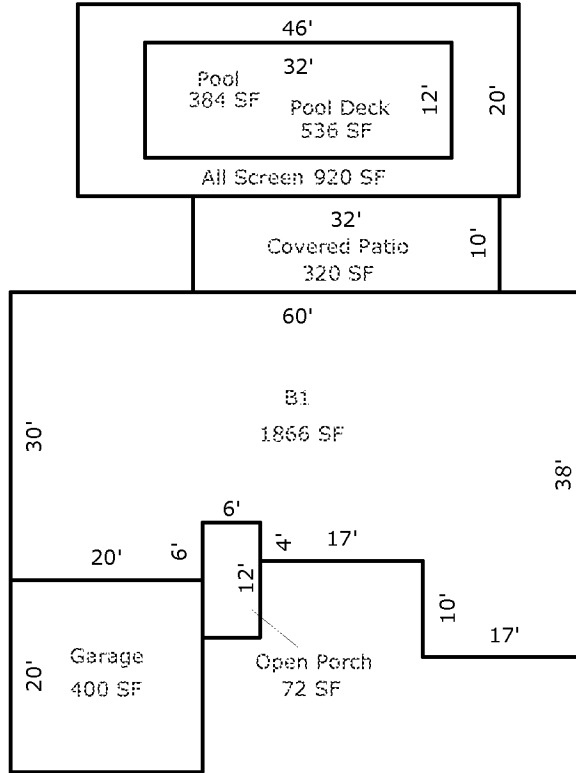 46'
32'
Pool
384 SF
Pool Deck
536 SF
12'
20'
All Screen 920 SF
32'
Covered Patio
320 SF
10'
60'
B1
1866 SF
30'
38'
6'
20'
6'
4'
17'
12'
10'
17'
Garage
400 SF
20'
Open Porch
72 SF